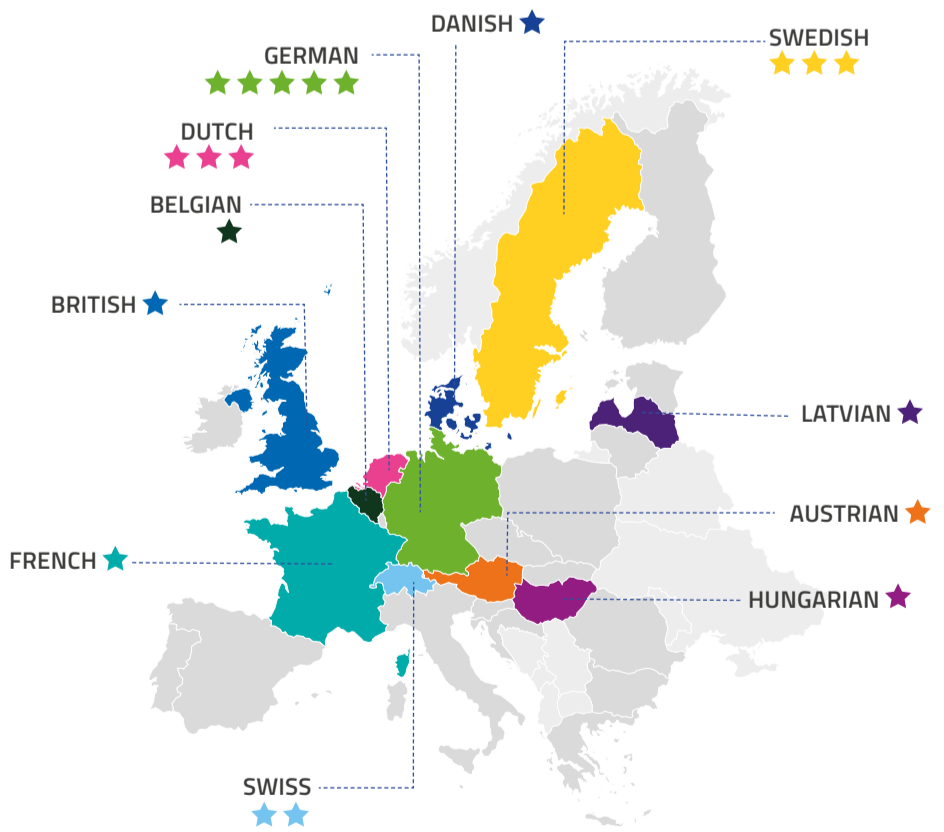 DANISH
SWEDISH
GERMAN
DUTCH
BELGIAN
BRITISH
LATVIAN
AUSTRIAN
FRENCH
HUNGARIAN
SWISS